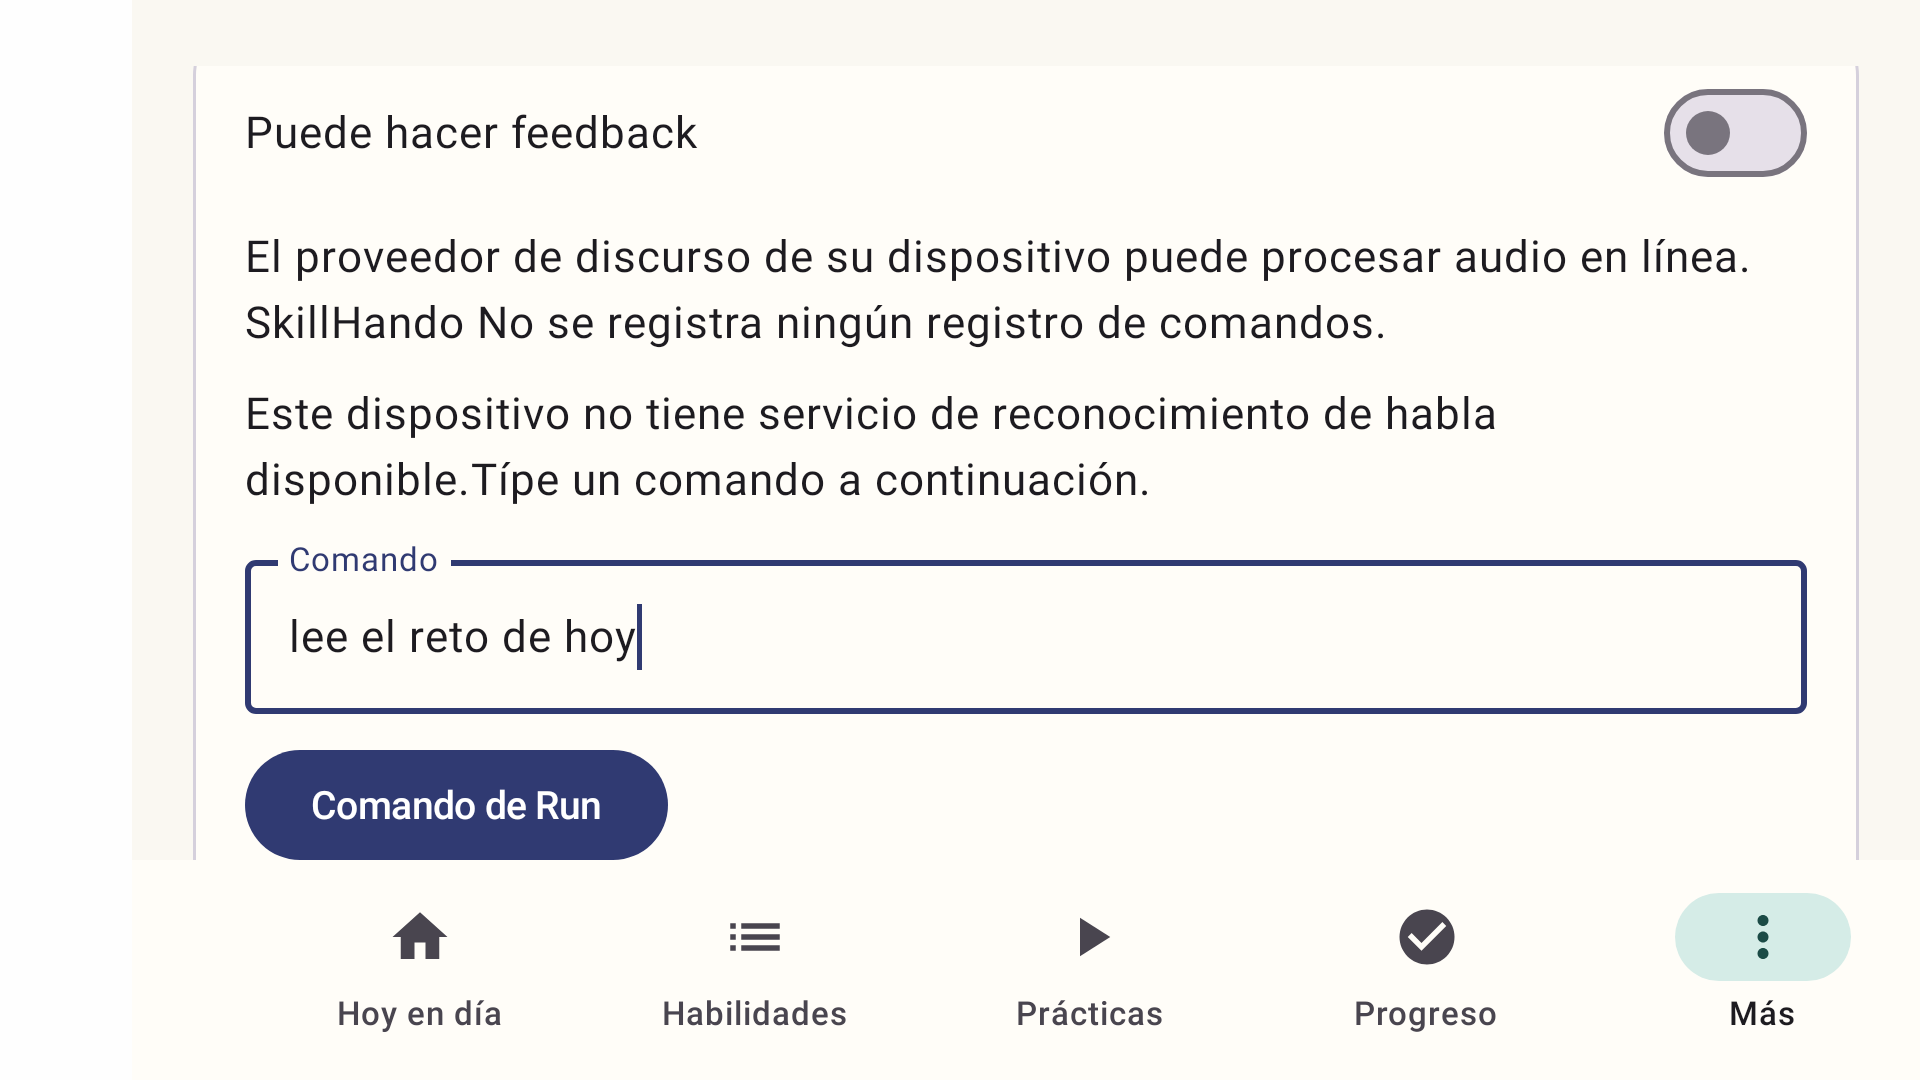 Puede hacer feedback
El proveedor de discurso de su dispositivo puede procesar audio en línea.
SkillHando No se registra ningún registro de comandos.
Este dispositivo no tiene servicio de reconocimiento de habla
disponible.Típe un comando a continuación.
Comando
lee el reto de hoy
Comando de Run
Hoy en día
Habilidades
Prácticas
Progreso
Más